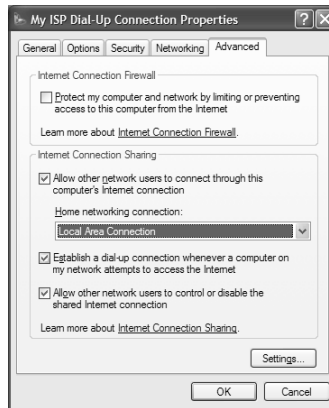 My ISP Dial-Up Connection Properties
General Options Security Networking Advanced
Internet Connection Firewall
Protect my computer and network by limiting or preventing
access to this computer from the Internet
Learn more about Internet Connection Firewall.
Internet Connection Sharing
Allow other network users to connect through this
computer's Internet connection
Home networking connection:
Local Area Connection
Establish a dial-up connection whenever a computer on
my network attempts to access the Internet
Allow other network users to control or disable the
shared Internet connection
Learn more about Internet Connection Sharing.
Settings...
OK Cancel